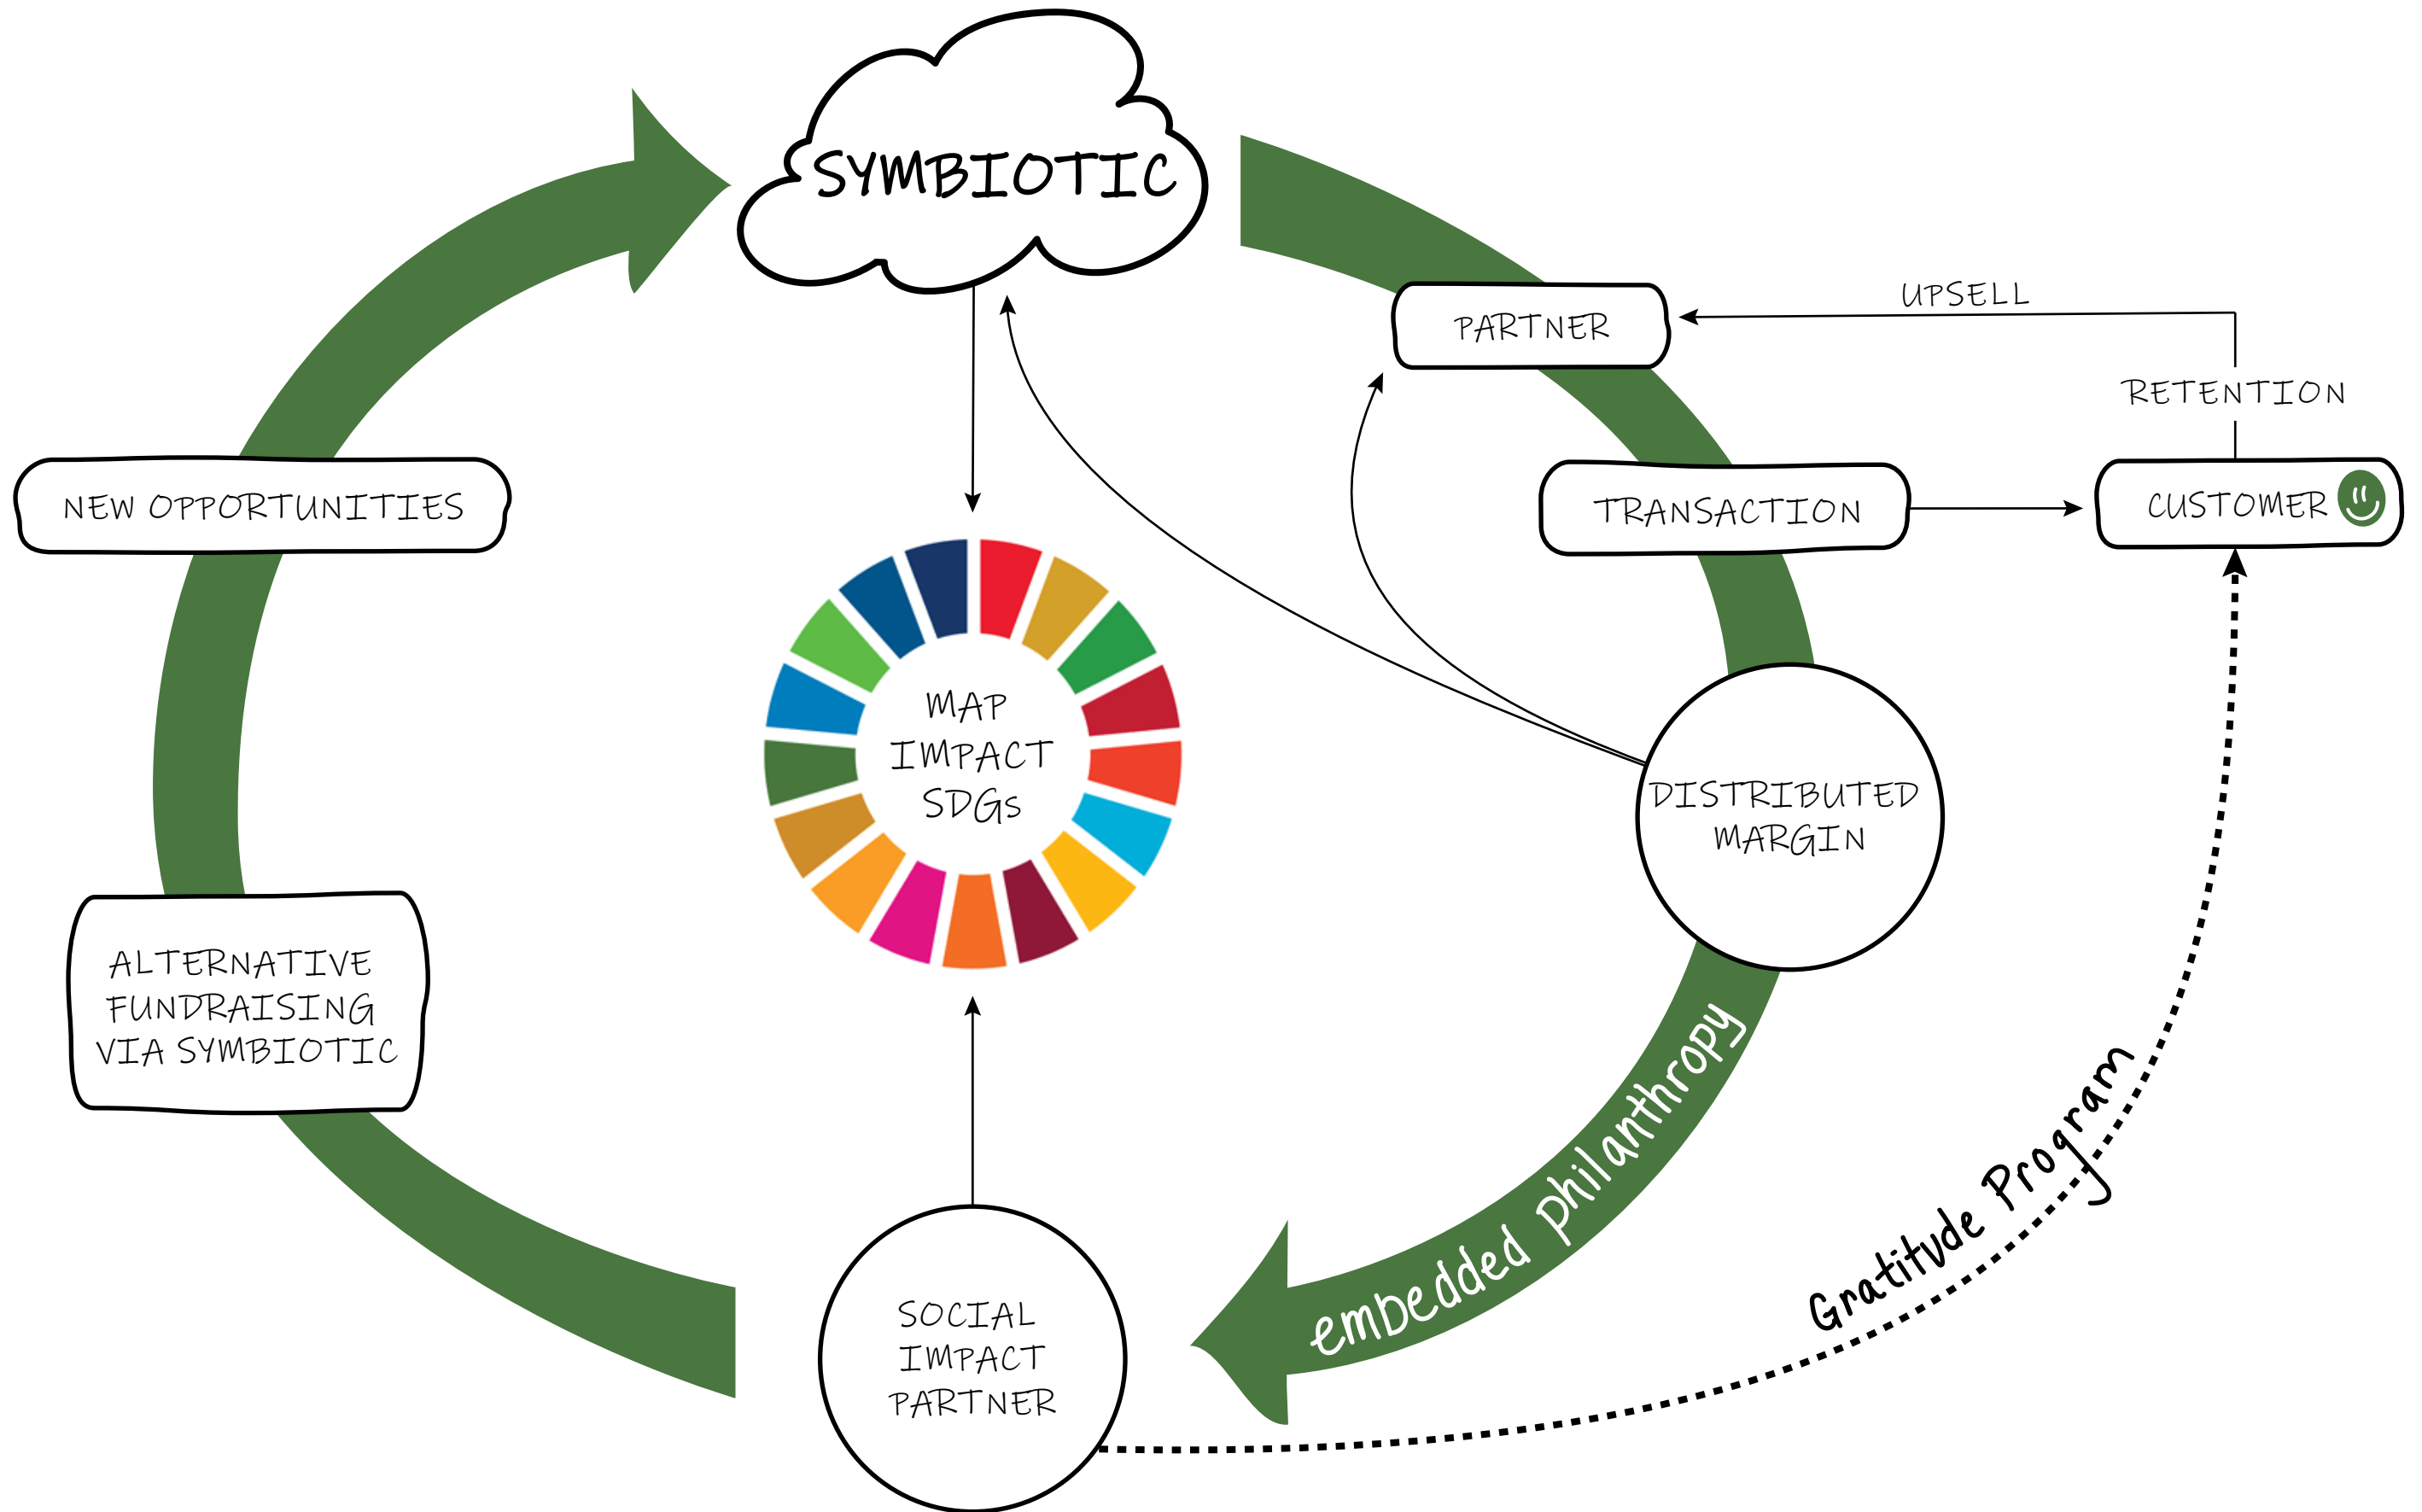 SYMBIOTIC
PARTNER
UPSELL
RETENTION
NEW OPPORTUNITIES
TRANSACTION
CUSTOMER
MAP
IMPACT
SDGs
DISTRIBUTED
MARGIN
ALTERNATIVE
FUNDRAISING
VIA SYMBIOTIC
embedded philanthropy
Gratitude Program
SOCIAL
IMPACT
PARTNER